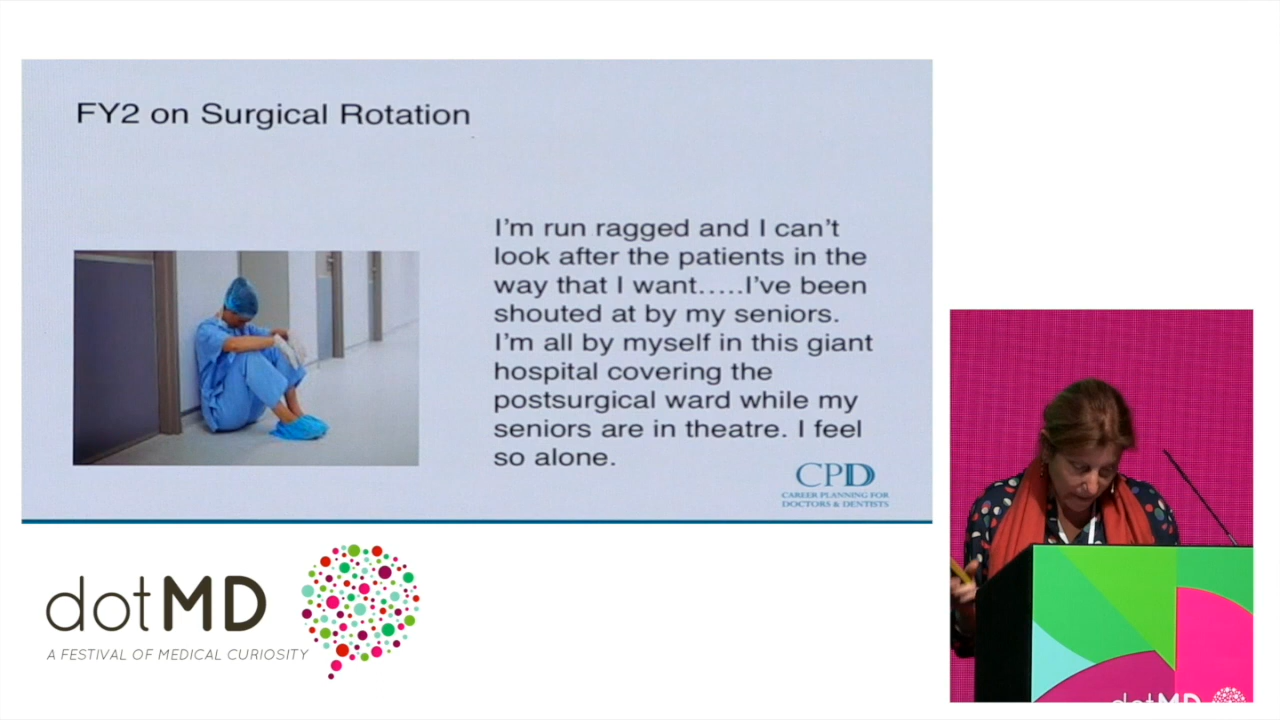 FY2 on Surgical Rotation
I'm run ragged and I can't
look after the patients in the
way that I want.....I've been
shouted at by my seniors.
I'm all by myself in this giant
hospital covering the
postsurgical ward while my
seniors are in theatre. I feel
so alone.
CPDD
CAREER PLANNING FOR
DOCTORS & DENTISTS
dotMD
A FESTIVAL OF MEDICAL CURIOSITY
dotMD